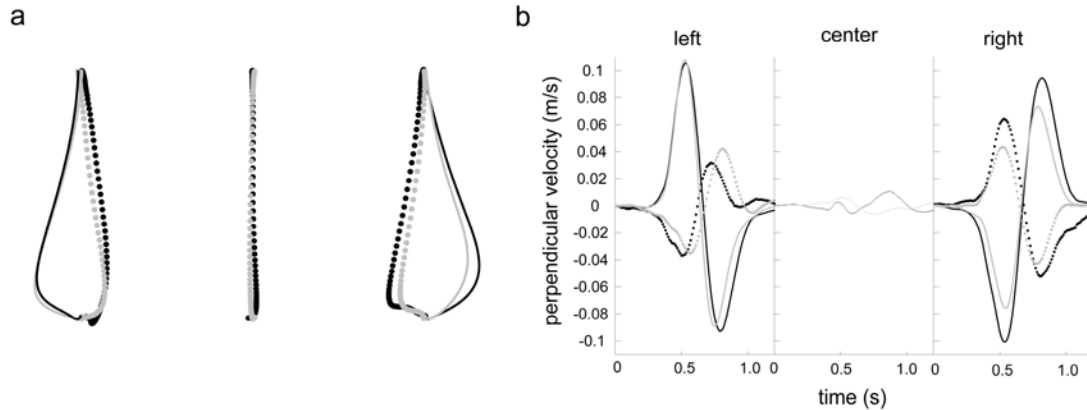 a
b
left
center
right
perpendicular velocity (m/s)
0.1
0.08
0.06
0.04
0.02
0
-0.02
-0.04
-0.06
-0.08
-0.1
0 0.5 1.0 0 0.5 1.0 0 0.5 1.0
time (s)